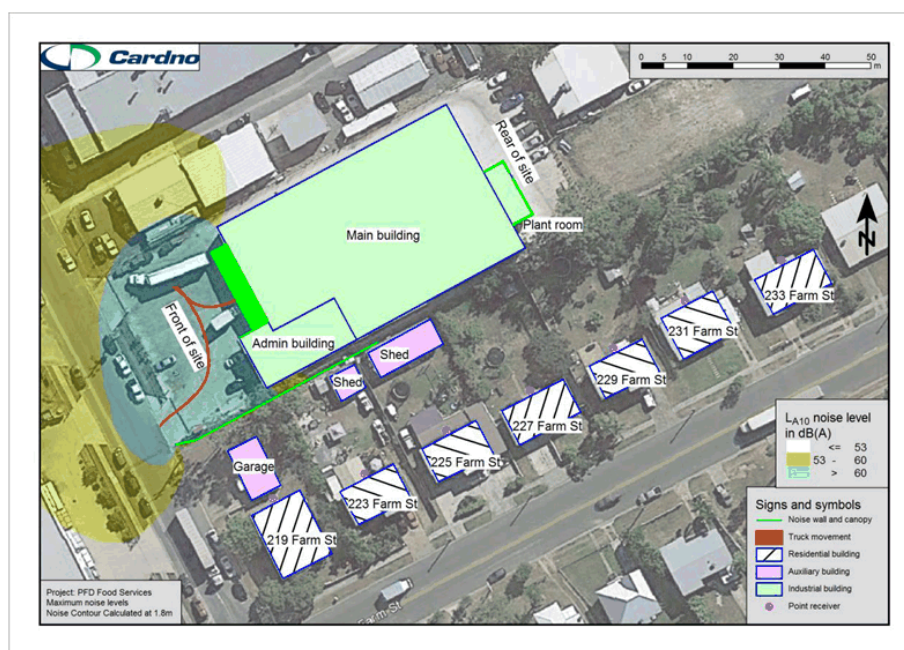 Cardno
0 5 10 20 30 40 50
m
Rear of site
Main building
Plant room
N
Front of site
Admin building
Shed
Shed
Garage
233 Farm St
231 Farm St
229 Farm St
227 Farm St
225 Farm St
223 Farm St
219 Farm St
Farm St
LA10 noise level
in dB(A)
<= 53
53 - 60
> 60
Signs and symbols
Noise wall and canopy
Truck movement
Residential building
Auxiliary building
Industrial building
Point receiver
Project: PFD Food Services
Maximum noise levels
Noise Contour Calculated at 1.8m